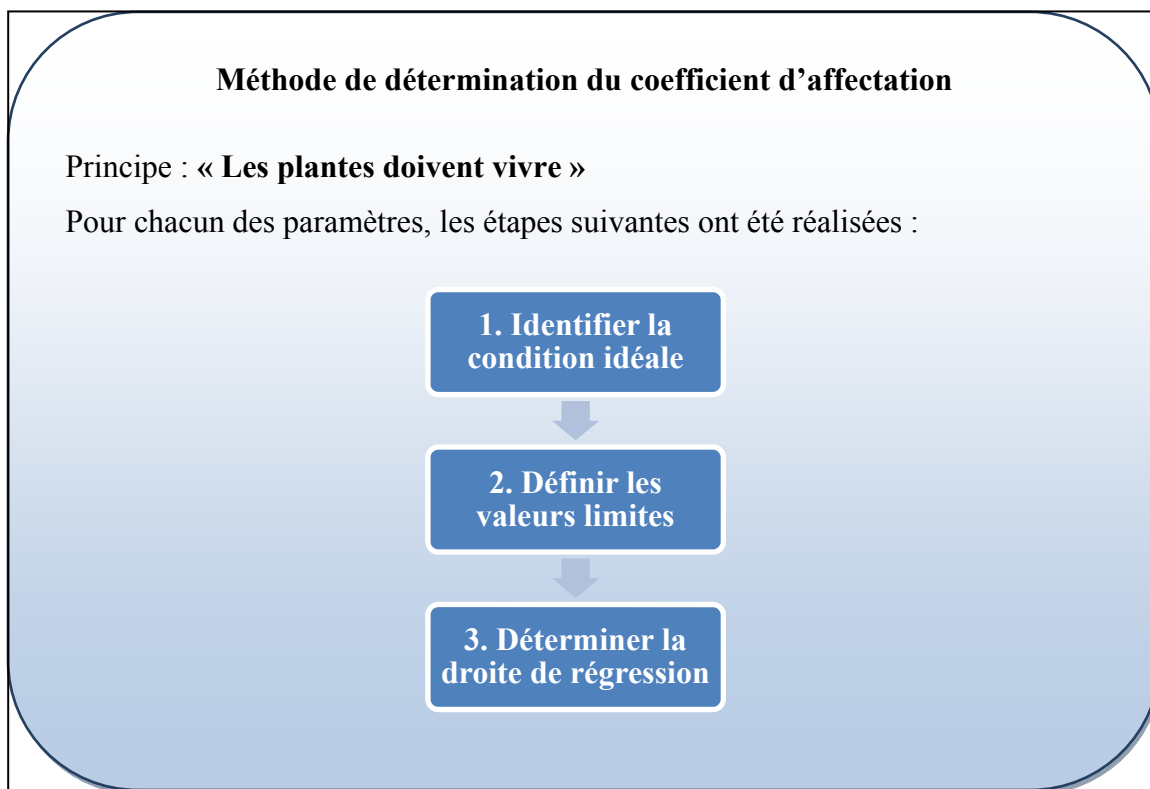 Méthode de détermination du coefficient d’affectation
Principe : « Les plantes doivent vivre »
Pour chacun des paramètres, les étapes suivantes ont été réalisées :
1. Identifier la
condition idéale
2. Définir les
valeurs limites
3. Déterminer la
droite de régression